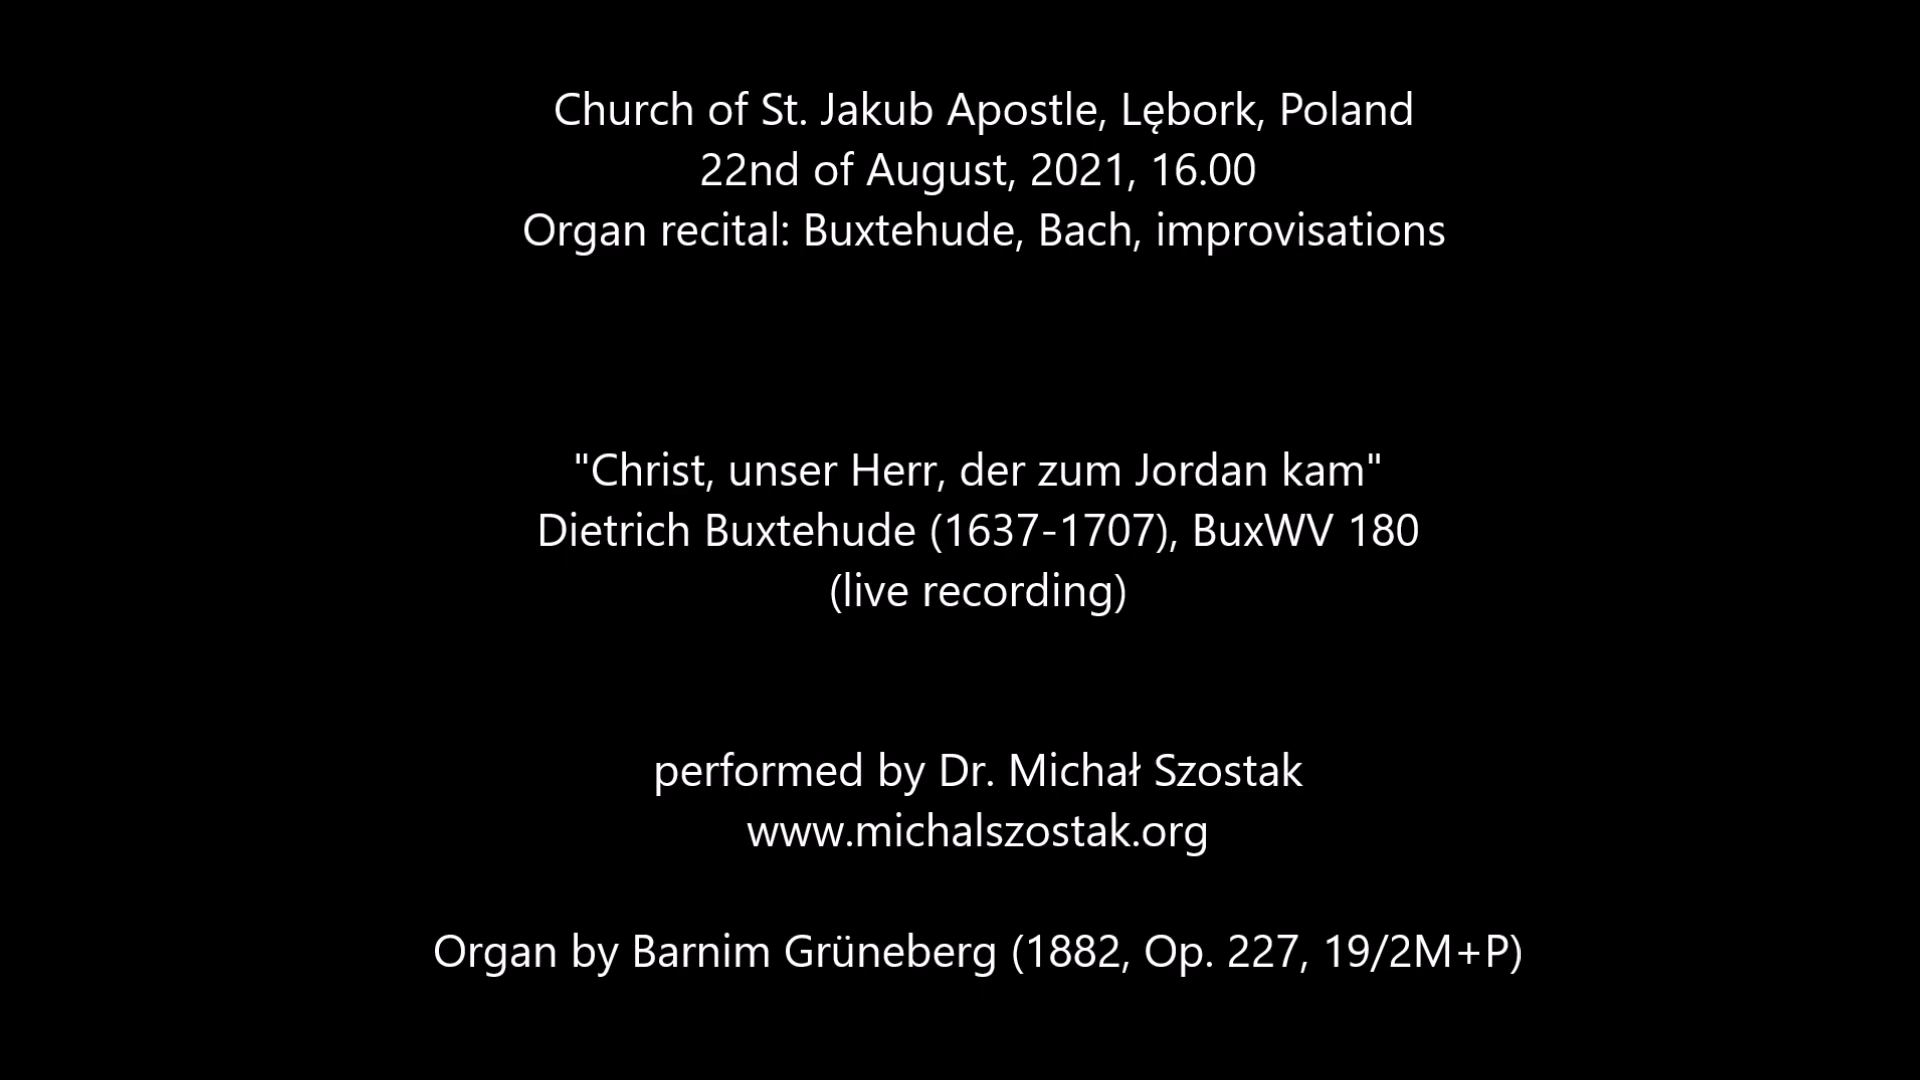 Church of St. Jakub Apostle, Lębork, Poland
22nd of August, 2021, 16.00
Organ recital: Buxtehude, Bach, improvisations
"Christ, unser Herr, der zum Jordan kam"
Dietrich Buxtehude (1637-1707), BuxWV 180
(live recording)
performed by Dr. Michał Szostak
www.michalszostak.org
Organ by Barnim Grüneberg (1882, Op. 227, 19/2M+P)